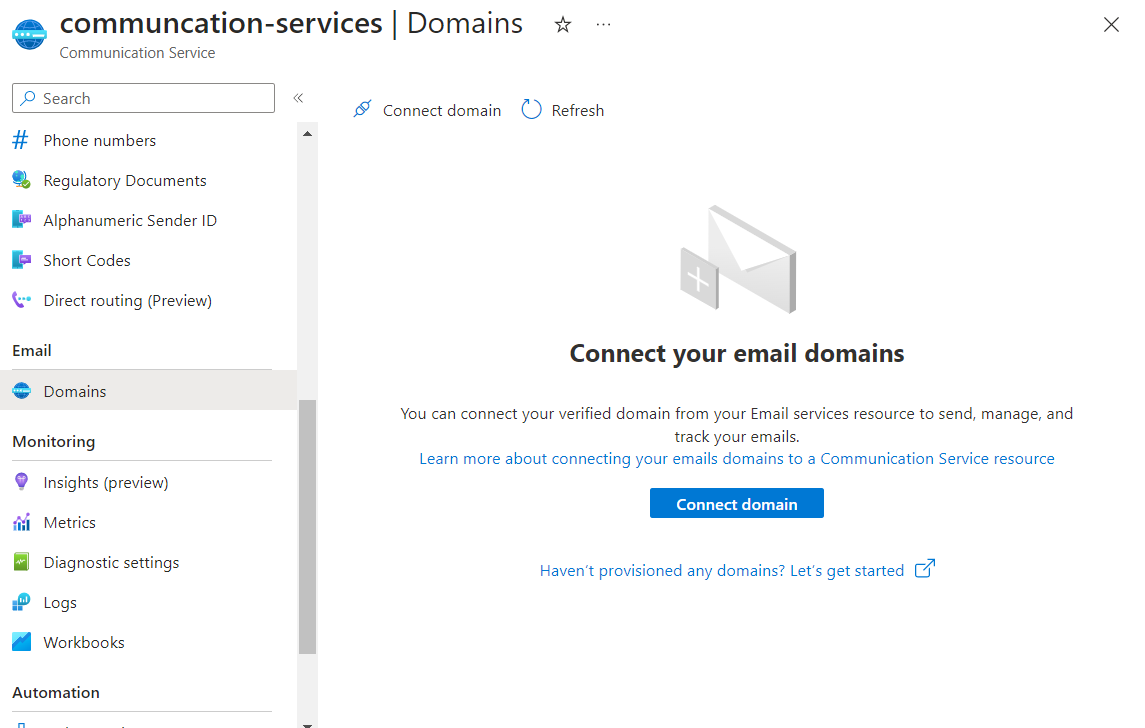 communcation-services | Domains
Communication Service
Search
Phone numbers
Regulatory Documents
Alphanumeric Sender ID
Short Codes
Direct routing (Preview)
Email
Domains
Monitoring
Insights (preview)
Metrics
Diagnostic settings
Logs
Workbooks
Automation
Connect domain
Refresh
Connect your email domains
You can connect your verified domain from your Email services resource to send, manage, and
track your emails.
Learn more about connecting your emails domains to a Communication Service resource
Connect domain
Haven't provisioned any domains? Let's get started